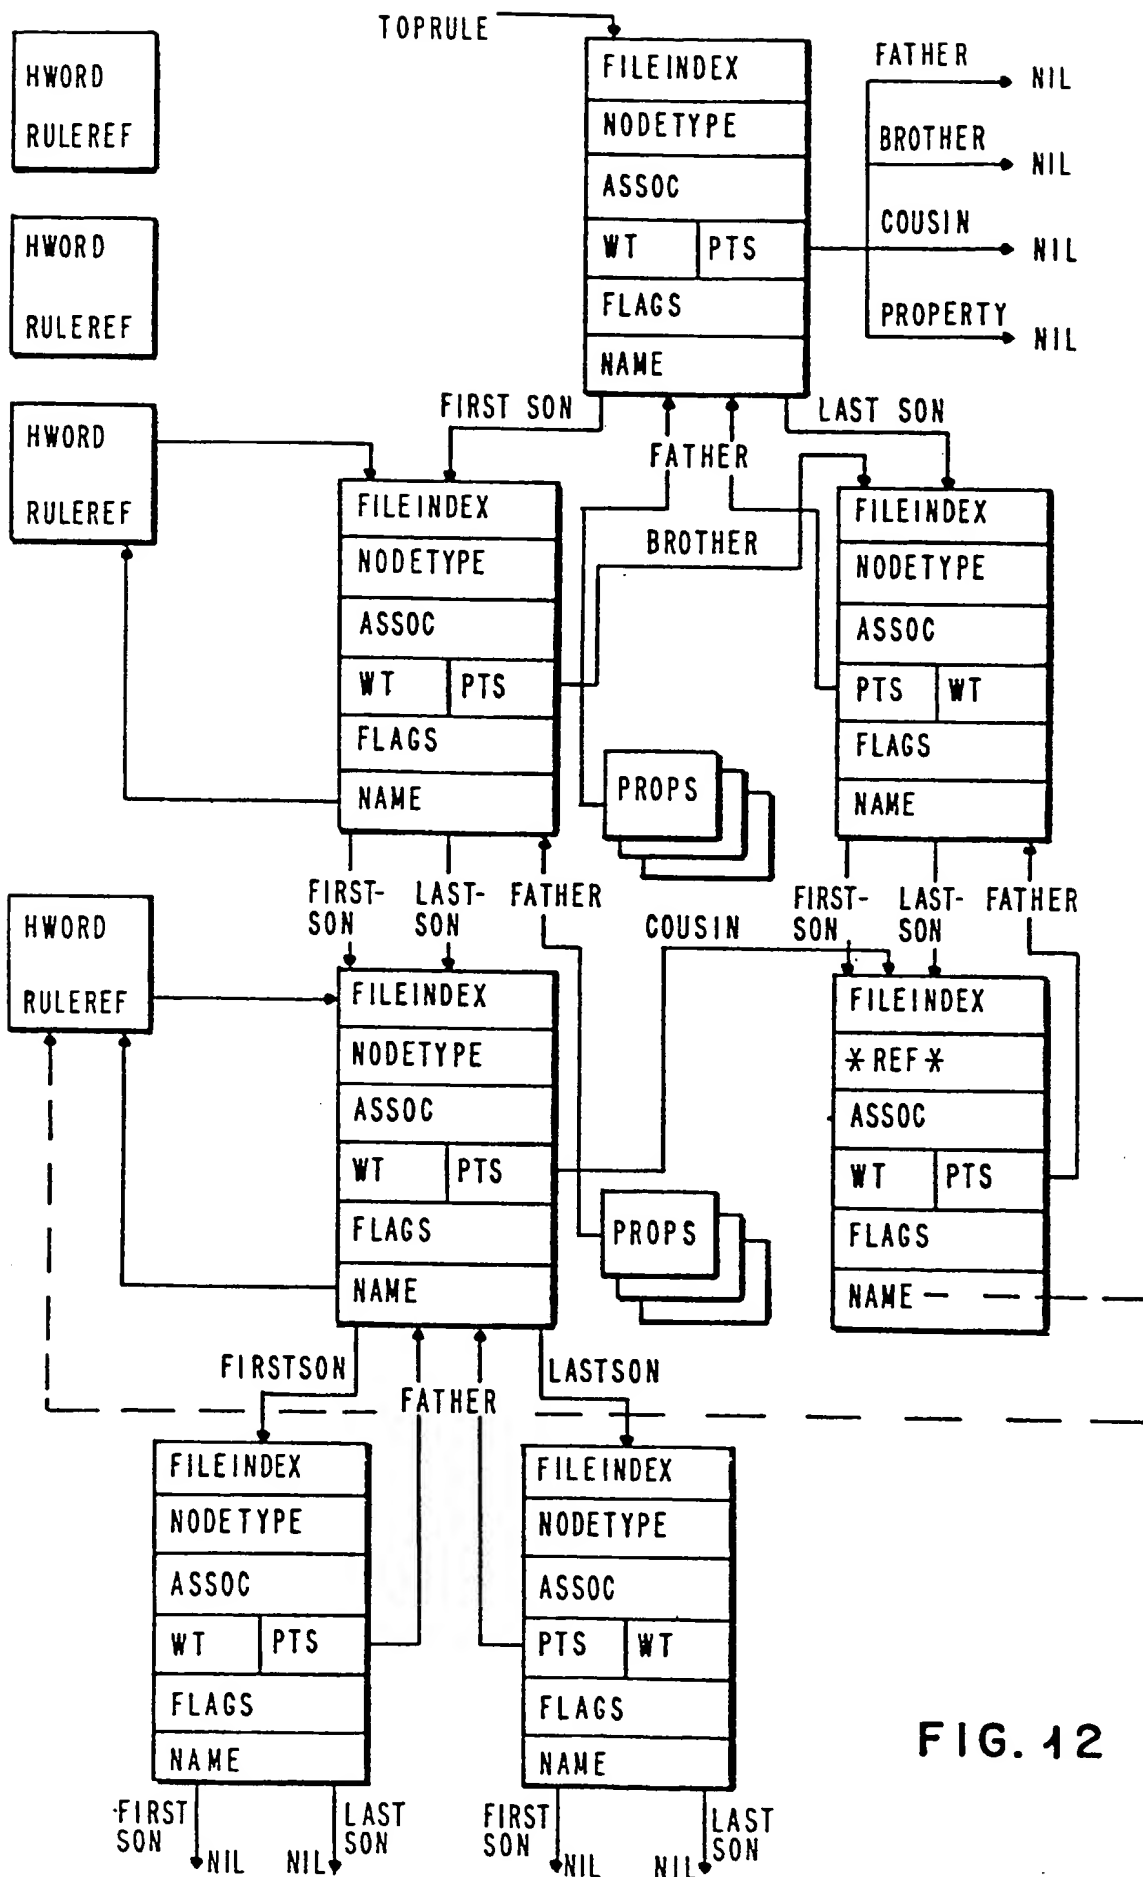 TOPRULE
FILEINDEX
NODETYPE
ASSOC
WT PTS
FLAGS
NAME
FATHER NIL
BROTHER NIL
COUSIN NIL
PROPERTY NIL
HWORD
RULEREF
HWORD
RULEREF
HWORD
RULEREF
FIRST SON
FATHER
LAST SON
BROTHER
FILEINDEX
NODETYPE
ASSOC
WT PTS
FLAGS
NAME
FILEINDEX
NODETYPE
ASSOC
PTS WT
FLAGS
NAME
PROPS
FIRST-
SON
LAST-
SON
FATHER
COUSIN
FIRST-
SON
LAST-
SON
FATHER
HWORD
RULEREF
FILEINDEX
NODETYPE
ASSOC
WT PTS
FLAGS
NAME
FILEINDEX
*REF*
ASSOC
WT PTS
FLAGS
NAME
PROPS
FIRSTSON
FATHER
LASTSON
FILEINDEX
NODETYPE
ASSOC
WT PTS
FLAGS
NAME
FILEINDEX
NODETYPE
ASSOC
PTS WT
FLAGS
NAME
FIRST
SON
NIL
LAST
SON
NIL
FIRST
SON
NIL
LAST
SON
NIL
FIG. 12